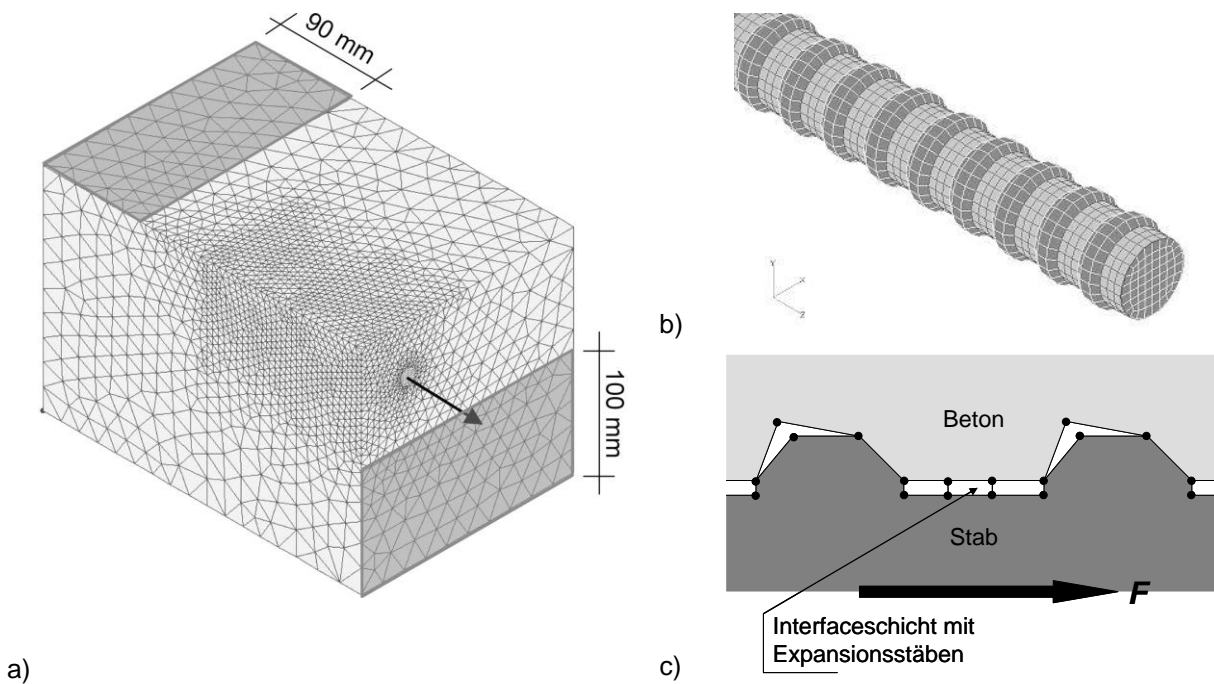 90 mm
100 mm
a)
Y
X
Z
b)
Beton
Stab
F
Interfaceschicht mit
Expansionsstäben
c)